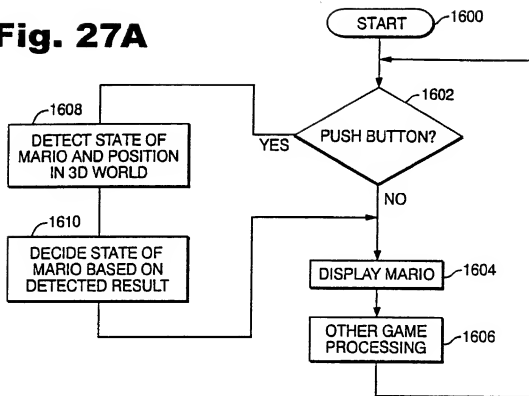 Fig. 27A
START
1600
1602
PUSH BUTTON?
YES
NO
1608
DETECT STATE OF
MARIO AND POSITION
IN 3D WORLD
1610
DECIDE STATE OF
MARIO BASED ON
DETECTED RESULT
DISPLAY MARIO
1604
OTHER GAME
PROCESSING
1606